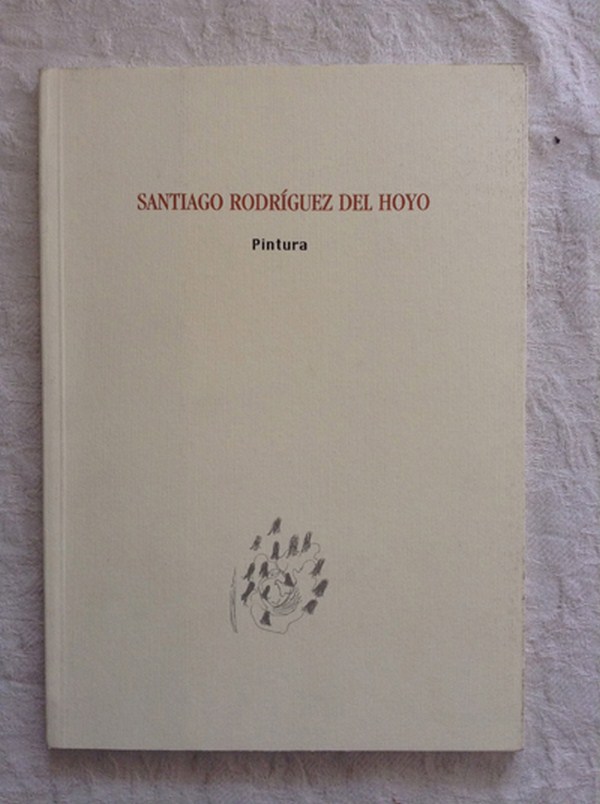 SANTIAGO RODRÍGUEZ DEL HOYO
Pintura